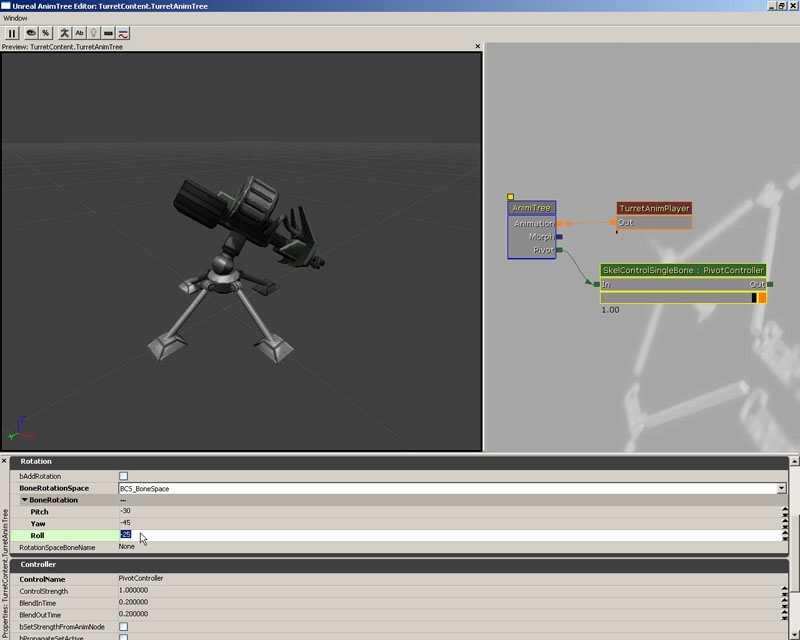 Unreal AnimTree Editor: TurretContent.TurretAnimTree
Window
Ab
Preview: TurretContent.TurretAnimTree
Z
X
Y
AnimTree
Animation
Morph
Pivot
TurretAnimPlayer
Out
SkelControlSingleBone : PivotController
In
Out
1.00
Properties: TurretContent.TurretAnimTree
Rotation
bAddRotation
BoneRotationSpace BCS_BoneSpace
BoneRotation ...
Pitch -30
Yaw -45
Roll -25
RotationSpaceBoneName None
Controller
ControlName PivotController
ControlStrength 1.000000
BlendInTime 0.200000
BlendOutTime 0.200000
bSetStrengthFromAnimNode
bPropagateSetActive